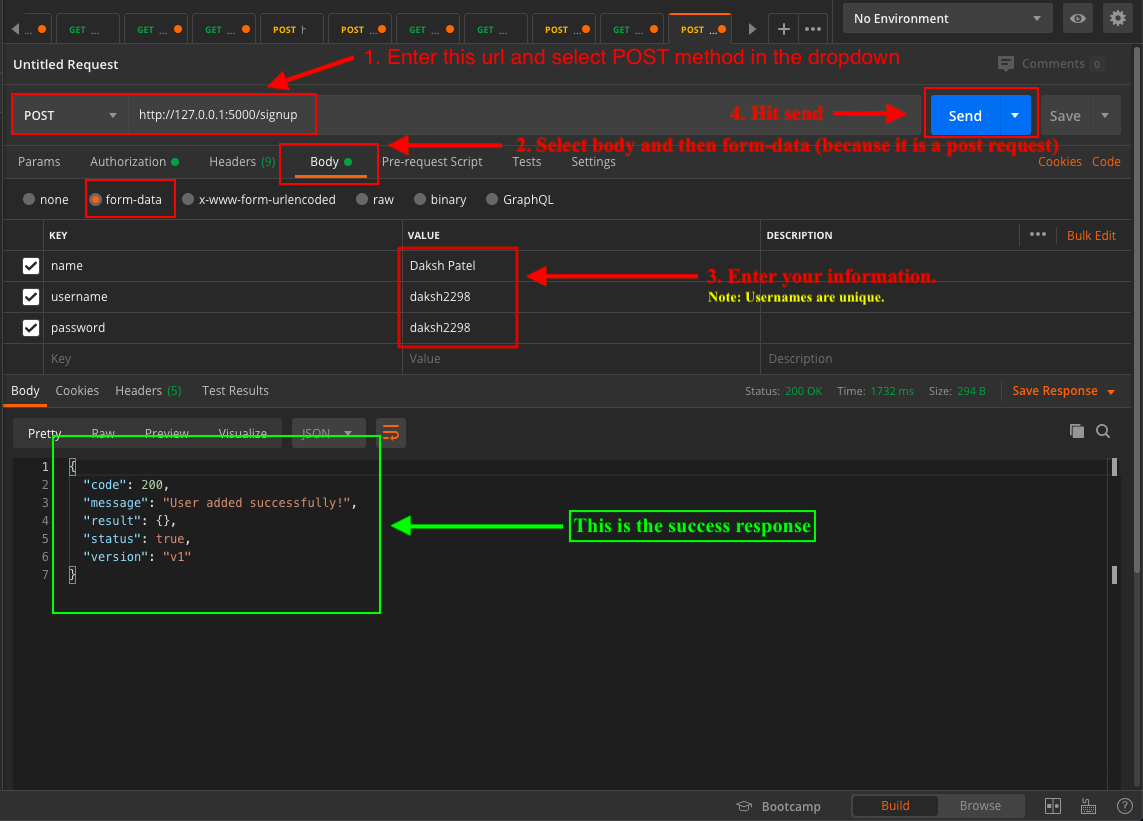 ... GET ... GET ... GET ... POST POST ... GET ... GET ... POST ... GET ... POST ... No Environment
Untitled Request
1. Enter this url and select POST method in the dropdown
Comments 0
POST http://127.0.0.1:5000/signup
4. Hit send
Send Save
2. Select body and then form-data (because it is a post request)
Params Authorization Headers (9) Body Pre-request Script Tests Settings Cookies Code
none form-data x-www-form-urlencoded raw binary GraphQL
KEY VALUE DESCRIPTION ... Bulk Edit
name Daksh Patel
3. Enter your information.
username daksh2298
Note: Usernames are unique.
password daksh2298
Key Value Description
Body Cookies Headers (5) Test Results Status: 200 OK Time: 1732 ms Size: 294 B Save Response
Pretty Raw Preview Visualize JSON
1 {
2 "code": 200,
3 "message": "User added successfully!",
4 "result": {},
This is the success response
5 "status": true,
6 "version": "v1"
7 }
Bootcamp Build Browse